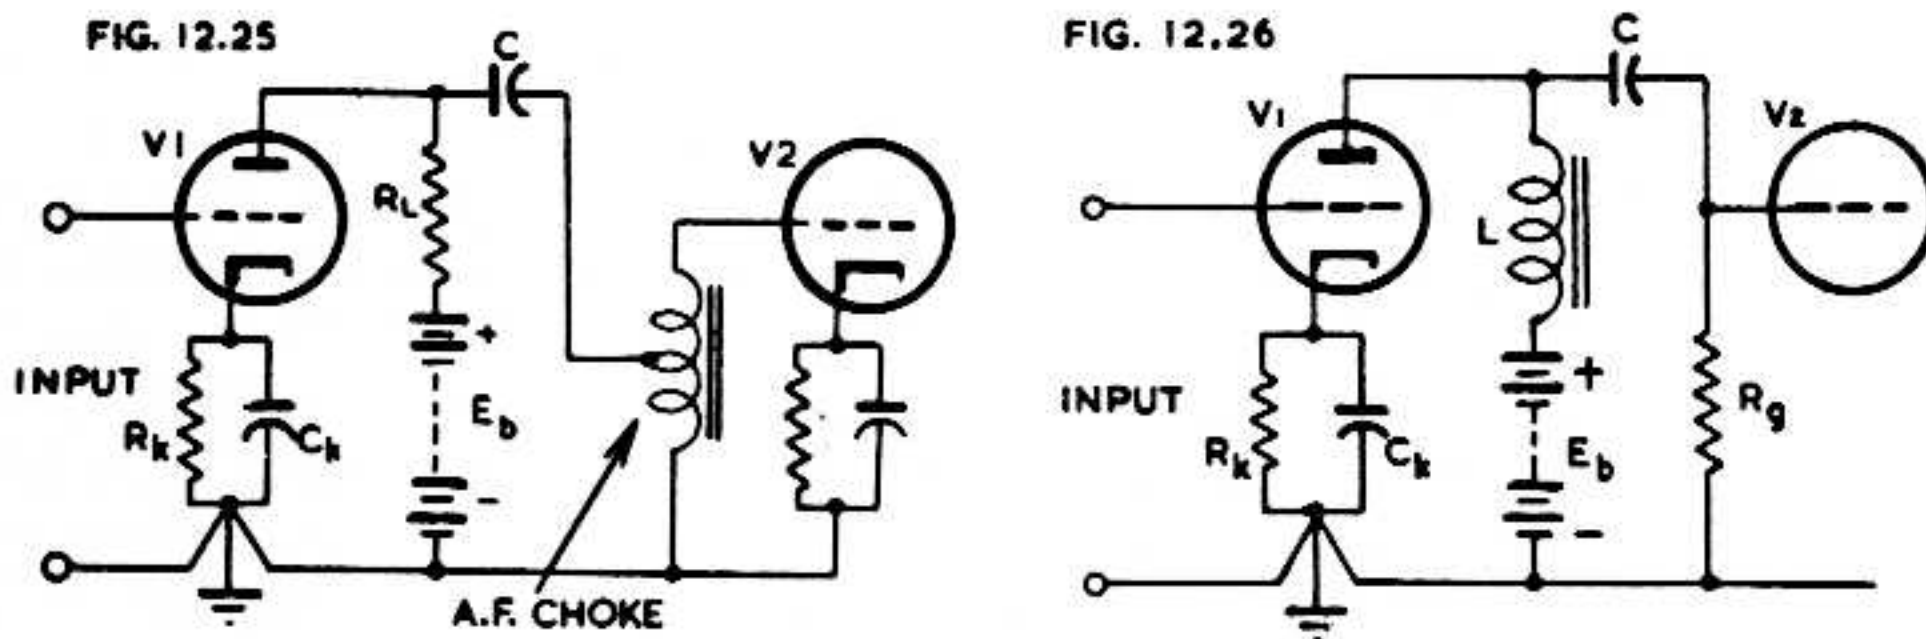 FIG. 12.25
C
V1
RL
V2
+
INPUT
Rk
Ck
Eb
-
A.F. CHOKE
FIG. 12.26
C
V1
V2
L
+
INPUT
Rk
Ck
Eb
Rg
-